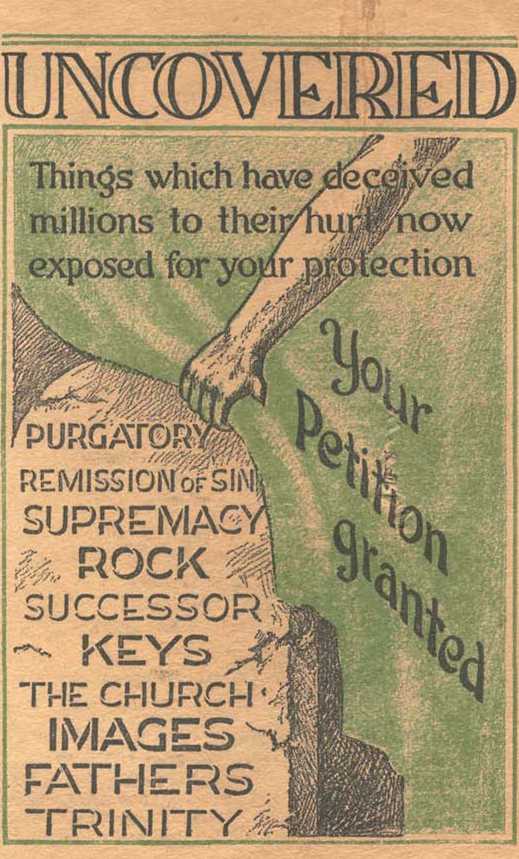 UNCOVERED
Things which have deceived
millions to their hurt now
exposed for your protection
Your
Petition
granted
PURGATORY
REMISSION OF SIN
SUPREMACY
ROCK
SUCCESSOR
KEYS
THE CHURCH
IMAGES
FATHERS
TRINITY